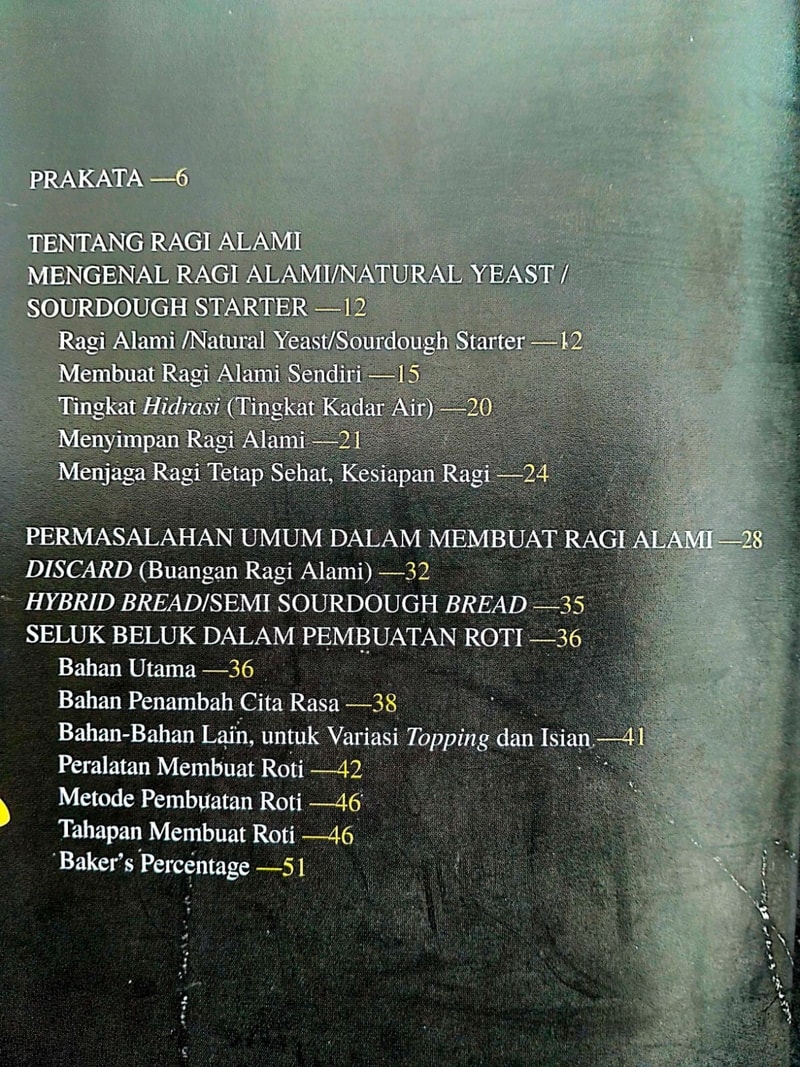 PRAKATA —6
TENTANG RAGI ALAMI
MENGENAL RAGI ALAMI/NATURAL YEAST /
SOURDOUGH STARTER —12
Ragi Alami /Natural Yeast/Sourdough Starter —12
Membuat Ragi Alami Sendiri —15
Tingkat Hidrasi (Tingkat Kadar Air) —20
Menyimpan Ragi Alami —21
Menjaga Ragi Tetap Sehat, Kesiapan Ragi —24
PERMASALAHAN UMUM DALAM MEMBUAT RAGI ALAMI —28
DISCARD (Buangan Ragi Alami) —32
HYBRID BREAD/SEMI SOURDOUGH BREAD —35
SELUK BELUK DALAM PEMBUATAN ROTI —36
Bahan Utama —36
Bahan Penambah Cita Rasa —38
Bahan-Bahan Lain, untuk Variasi Topping dan Isian —41
Peralatan Membuat Roti —42
Metode Pembuatan Roti —46
Tahapan Membuat Roti —46
Baker's Percentage —51